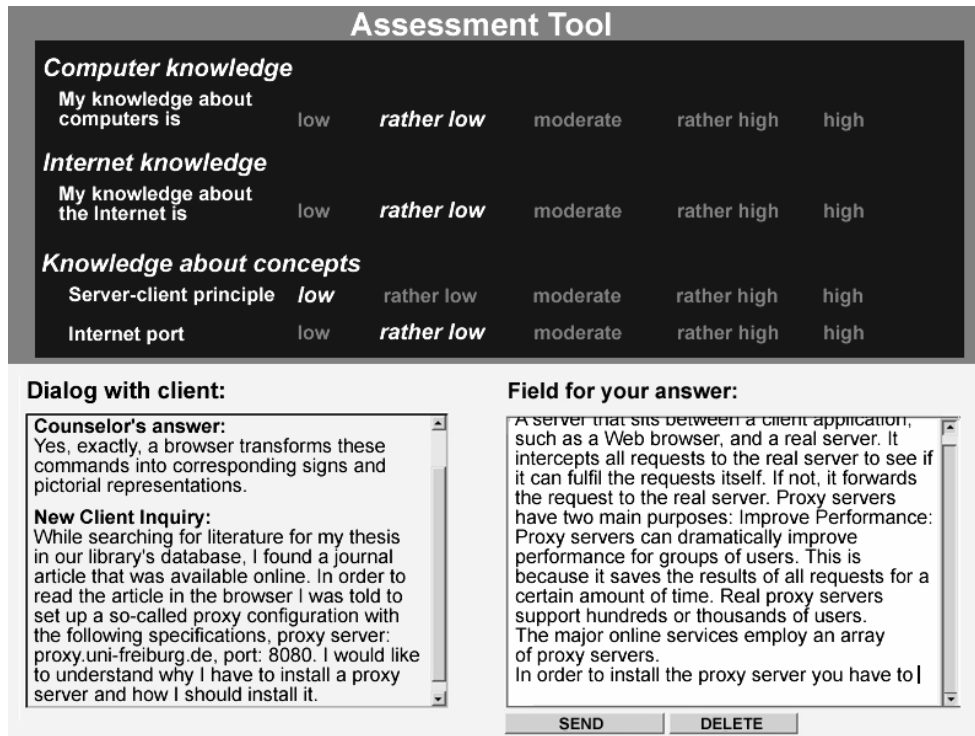 Assessment Tool
Computer knowledge
My knowledge about
computers is
low rather low moderate rather high high
Internet knowledge
My knowledge about
the Internet is
low rather low moderate rather high high
Knowledge about concepts
Server-client principle low rather low moderate rather high high
Internet port low rather low moderate rather high high
Dialog with client:
Counselor's answer:
Yes, exactly, a browser transforms these
commands into corresponding signs and
pictorial representations.
New Client Inquiry:
While searching for literature for my thesis
in our library's database, I found a journal
article that was available online. In order to
read the article in the browser I was told to
set up a so-called proxy configuration with
the following specifications, proxy server:
proxy.uni-freiburg.de, port: 8080. I would like
to understand why I have to install a proxy
server and how I should install it.
Field for your answer:
A server that sits between a client application,
such as a Web browser, and a real server. It
intercepts all requests to the real server to see if
it can fulfil the requests itself. If not, it forwards
the request to the real server. Proxy servers
have two main purposes: Improve Performance:
Proxy servers can dramatically improve
performance for groups of users. This is
because it saves the results of all requests for a
certain amount of time. Real proxy servers
support hundreds or thousands of users.
The major online services employ an array
of proxy servers.
In order to install the proxy server you have to
SEND DELETE